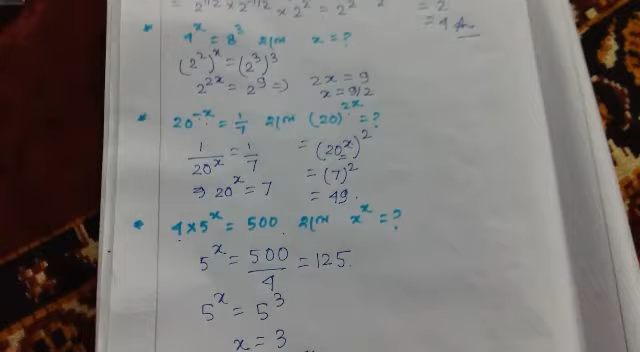 = 2^1/2 × 2^-1/2 × 2^2 = 2^2 = 2
= 4
* 4^x = 8^3 হলে x = ?
(2^2)^x = (2^3)^3
2^2x = 2^9 => 2x = 9
x = 9/2
* 20^-x = 1/7 হলে (20)^2x = ?
1/20^x = 1/7 = (20^x)^2
=> 20^x = 7 = (7)^2
= 49.
* 4×5^x = 500 হলে x^x = ?
5^x = 500/4 = 125.
5^x = 5^3
x = 3